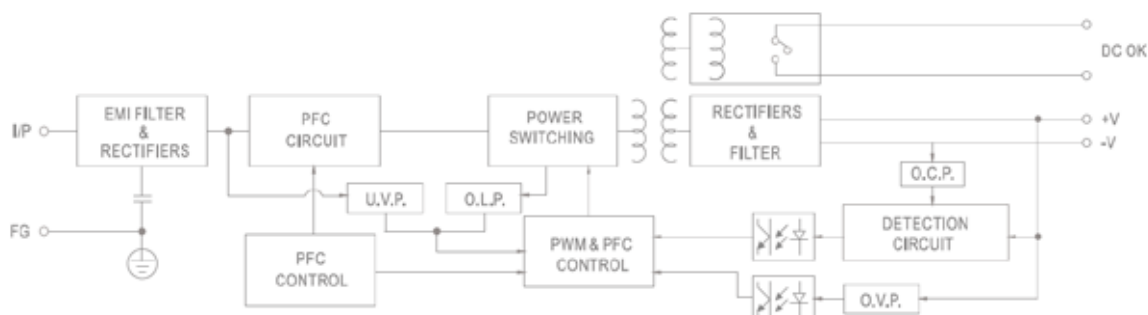 DC OK
I/P
EMI FILTER
&
RECTIFIERS
PFC
CIRCUIT
POWER
SWITCHING
RECTIFIERS
&
FILTER
+V
-V
O.C.P.
U.V.P.
O.L.P.
FG
DETECTION
CIRCUIT
PFC
CONTROL
PWM & PFC
CONTROL
O.V.P.